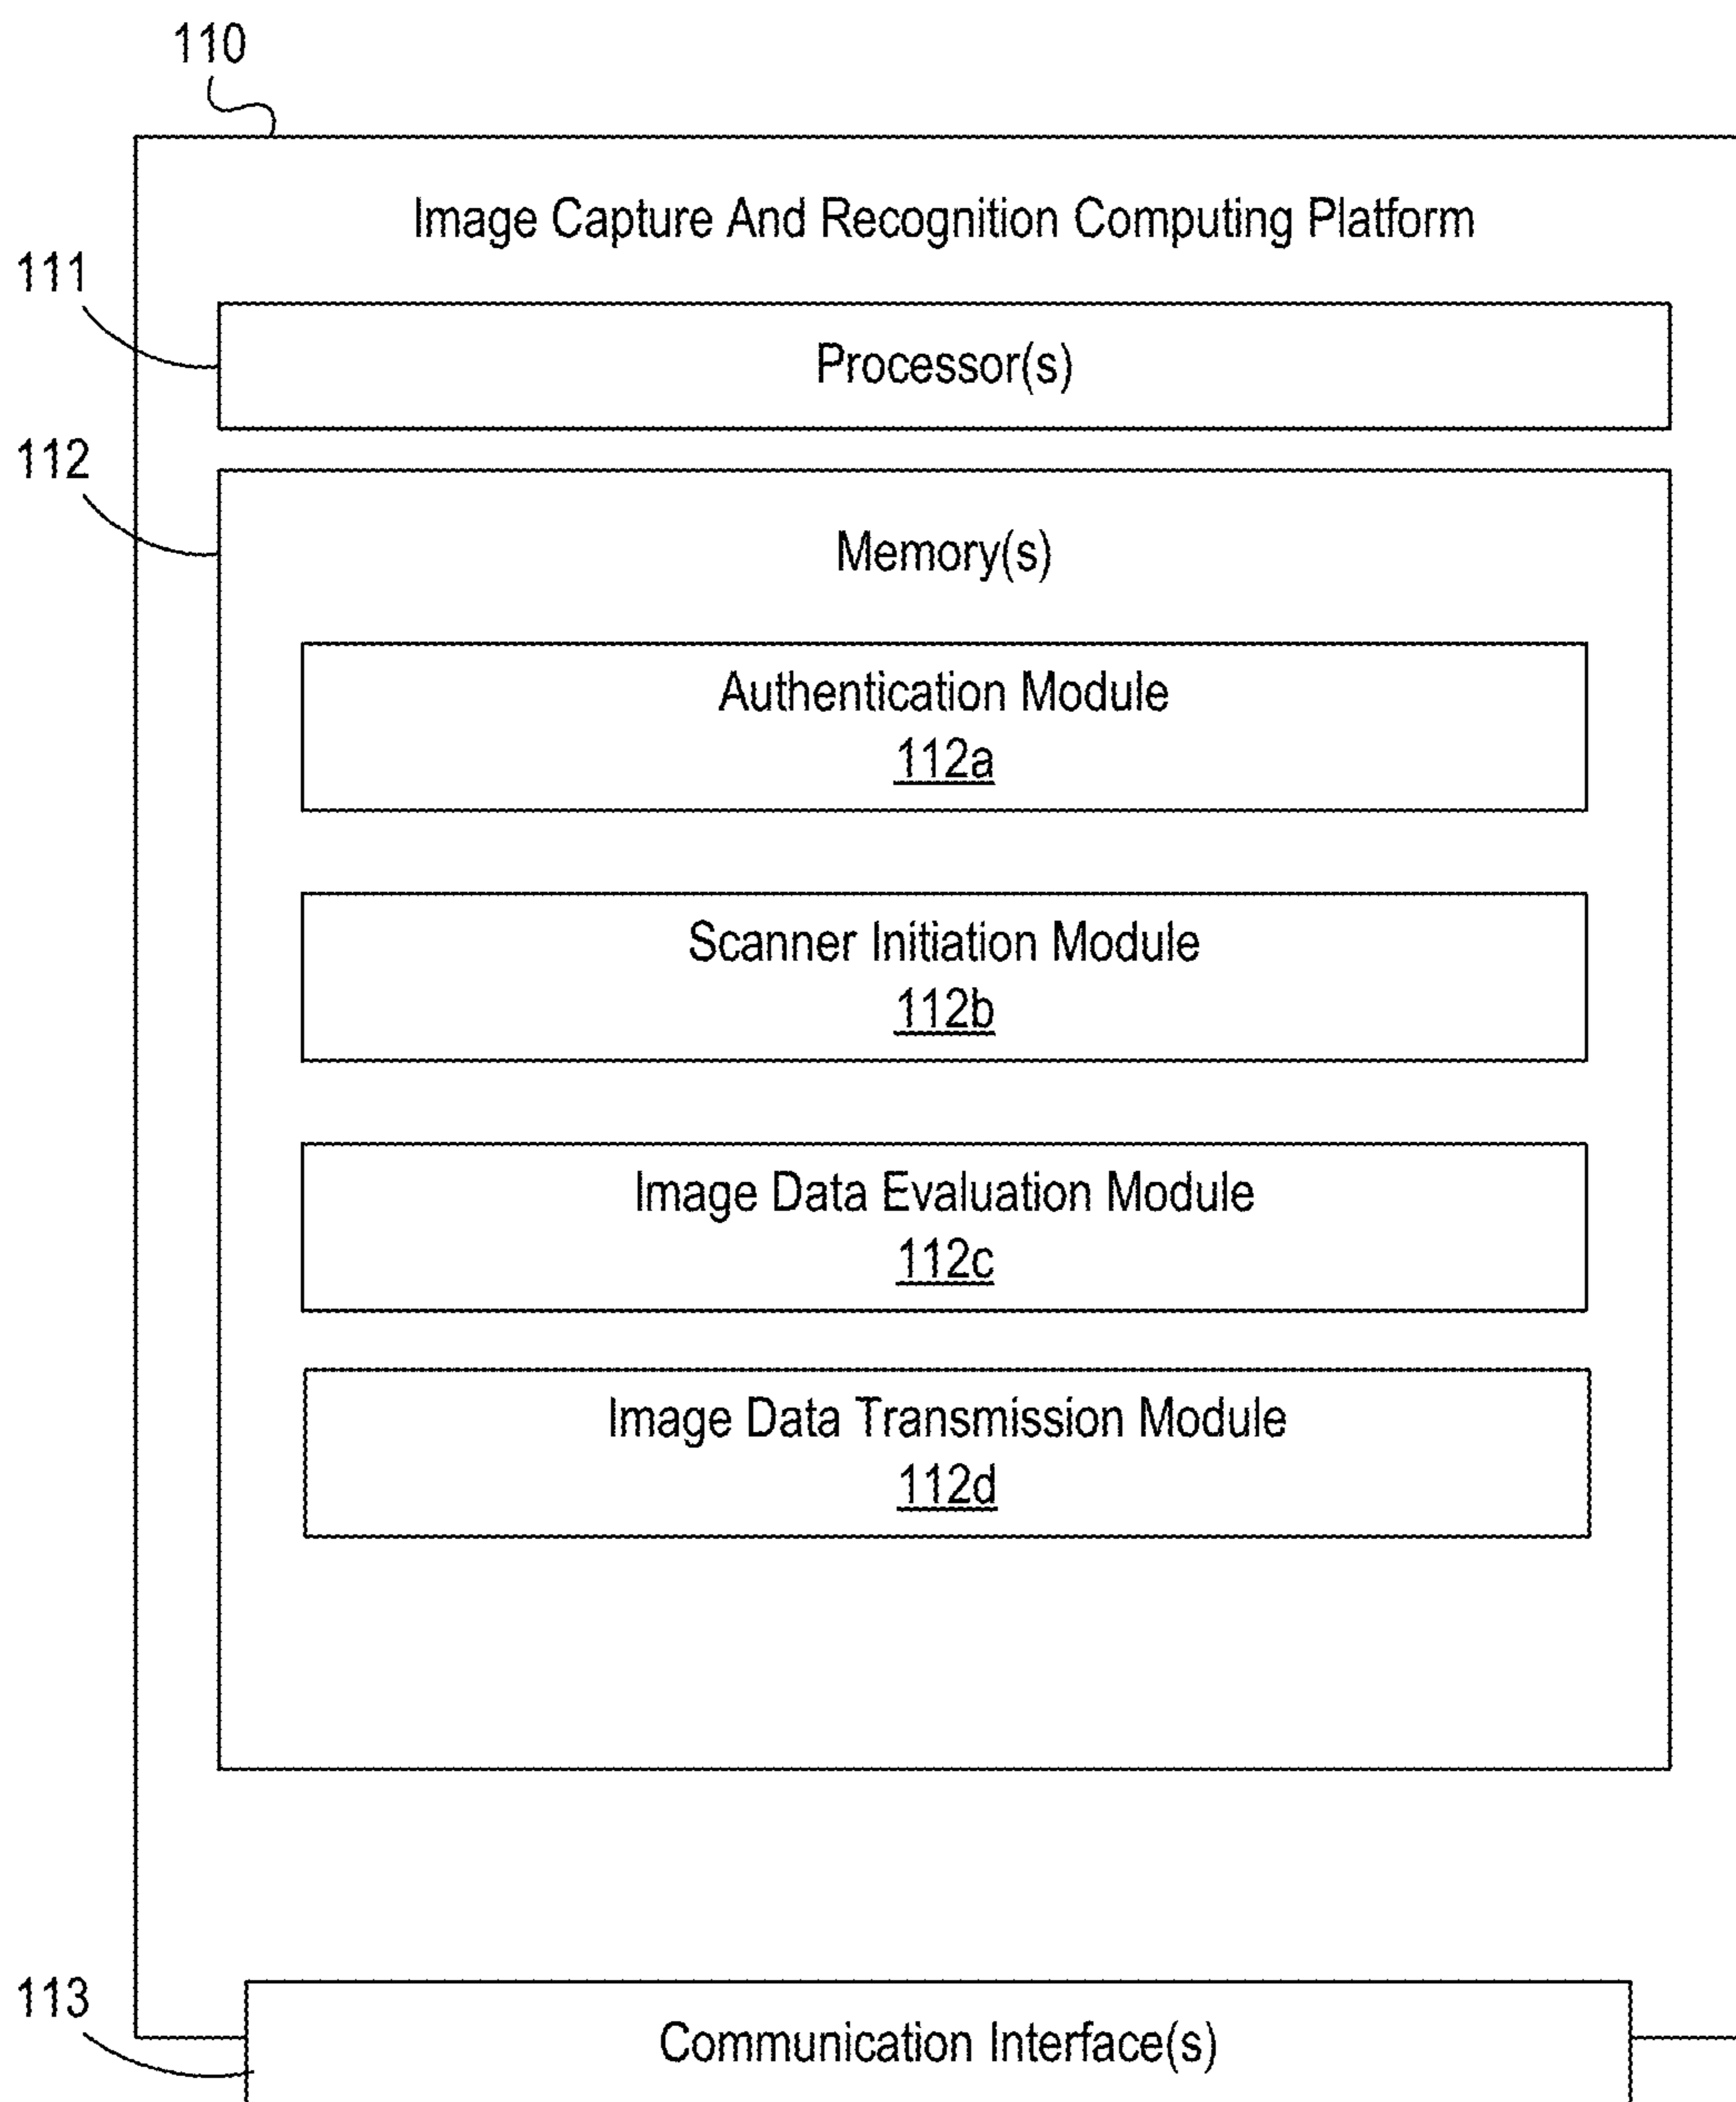 110
Image Capture And Recognition Computing Platform
111
Processor(s)
112
Memory(s)
Authentication Module
112a
Scanner Initiation Module
112b
Image Data Evaluation Module
112c
Image Data Transmission Module
112d
113
Communication Interface(s)